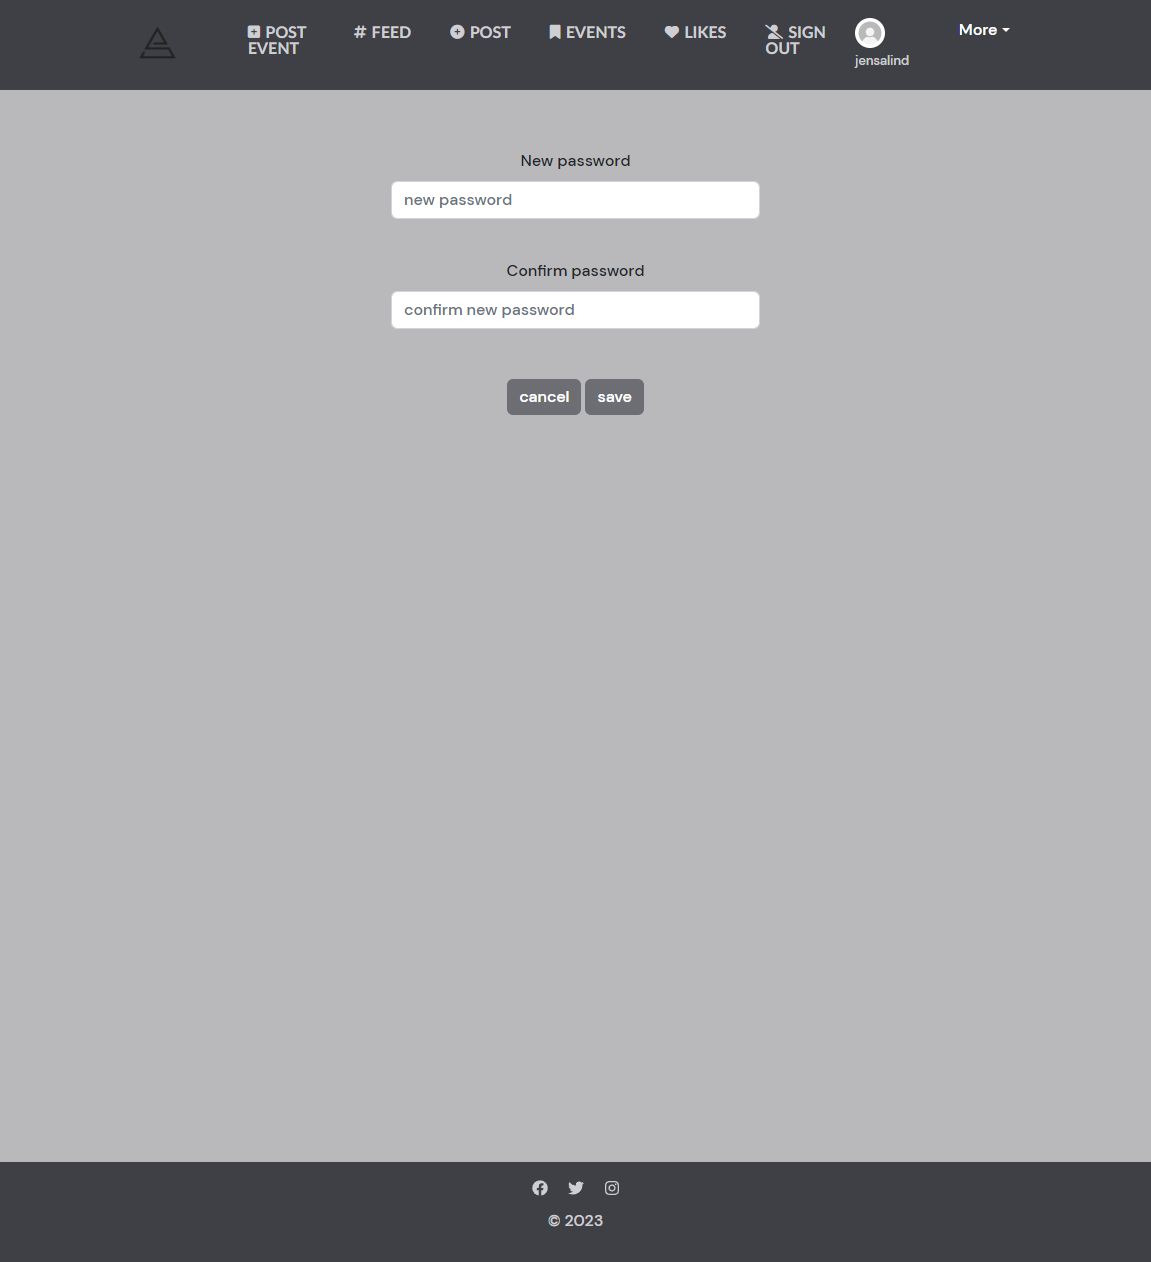 POST EVENT
FEED
POST
EVENTS
LIKES
SIGN OUT
jensalind
More
New password
new password
Confirm password
confirm new password
cancel
save
© 2023